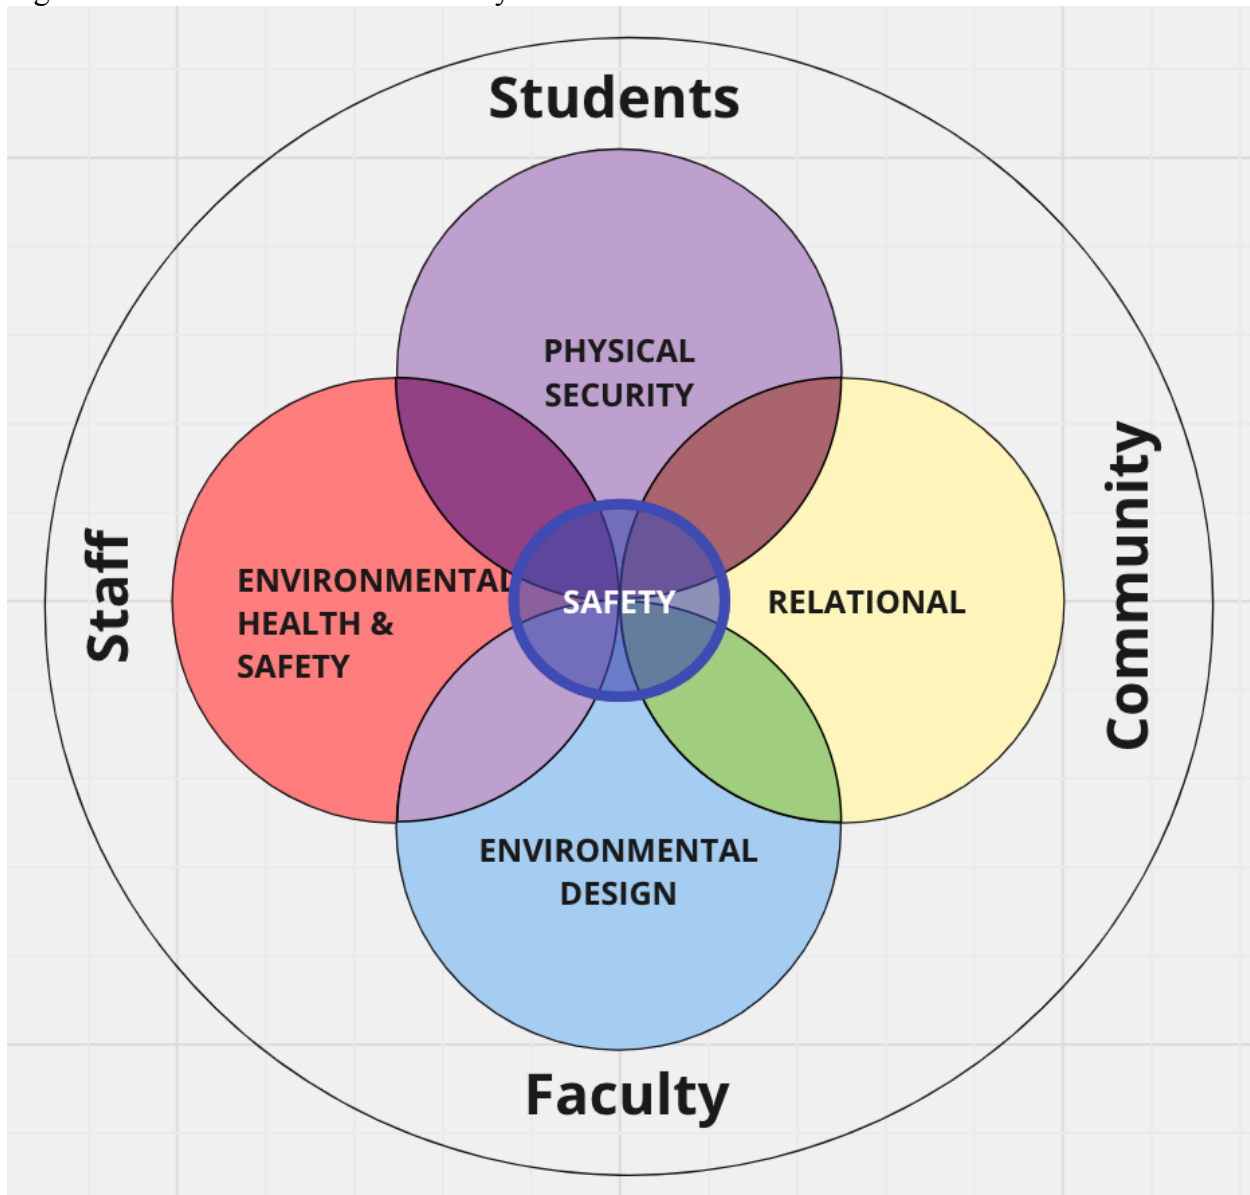 Students
PHYSICAL
SECURITY
Staff
ENVIRONMENTAL
HEALTH &
SAFETY
SAFETY
RELATIONAL
Community
ENVIRONMENTAL
DESIGN
Faculty